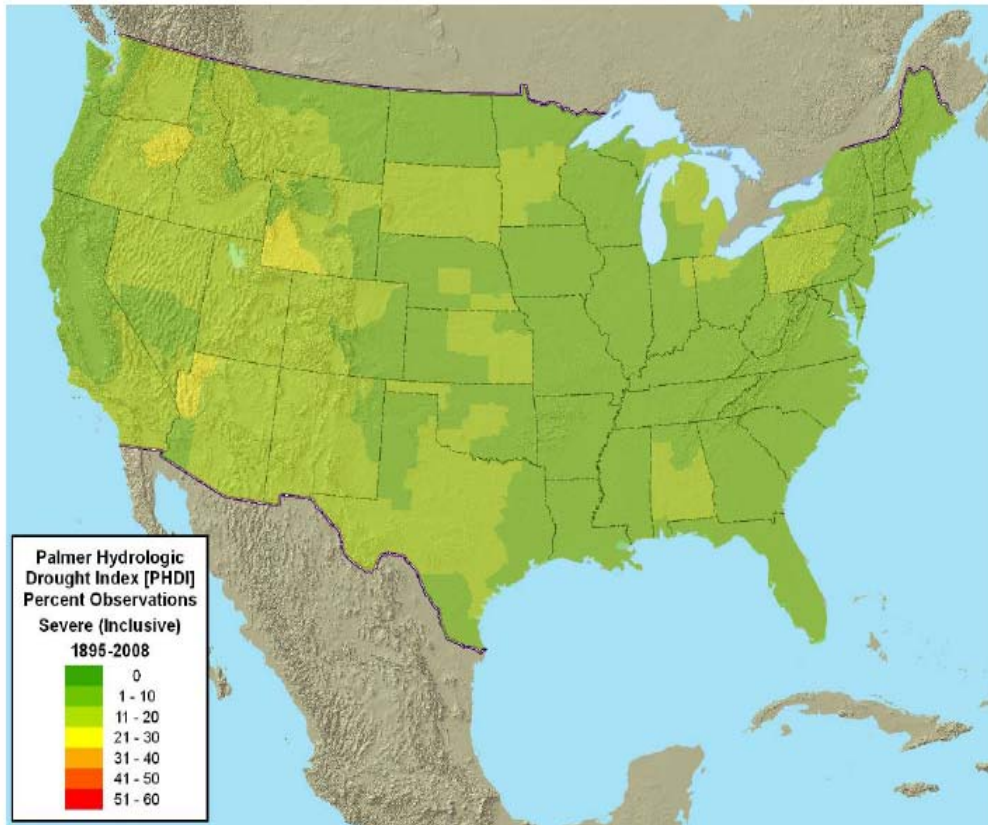 Palmer Hydrologic
Drought Index [PHDI]
Percent Observations
Severe (Inclusive)
1895-2008
0
1 - 10
11 - 20
21 - 30
31 - 40
41 - 50
51 - 60